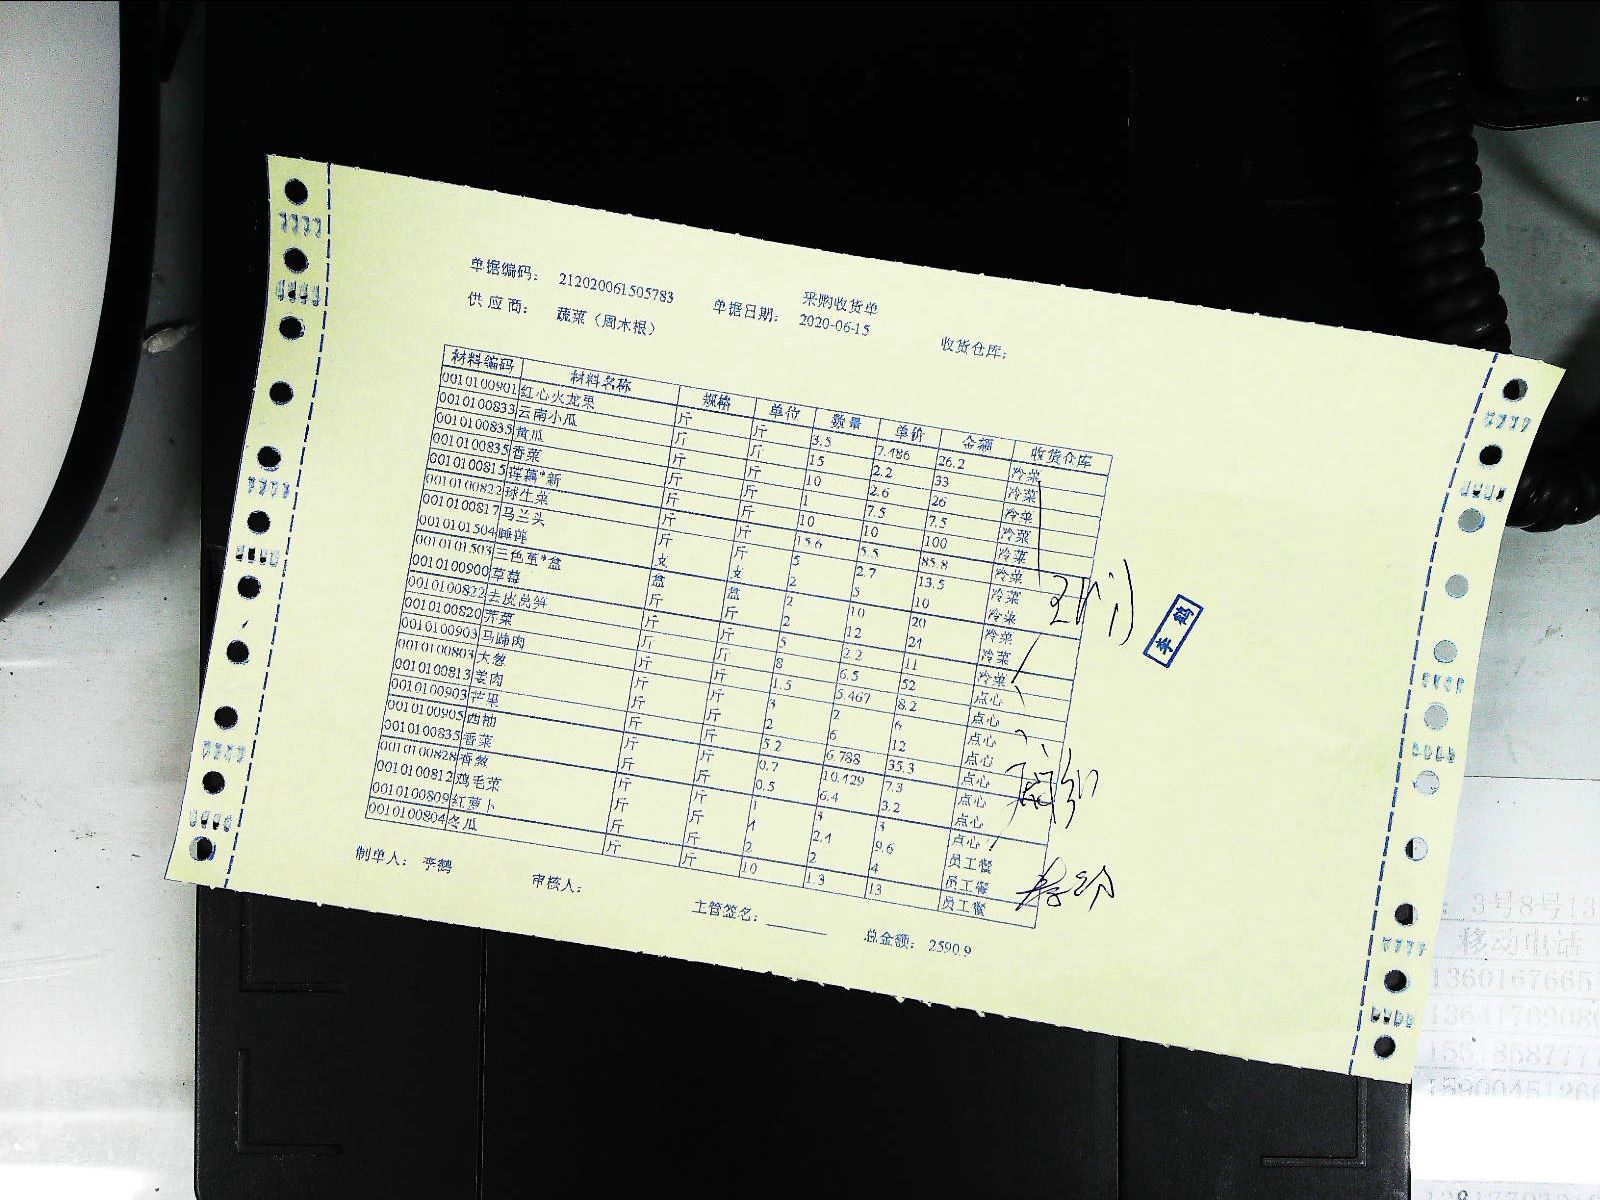 采购收货单
单据编码： 212020061505783 单据日期： 2020-06-15 收货仓库：
供应商： 蔬菜（周木根）
材料编码 材料名称 规格 单位 数量 单价 金额 收货仓库
0010100901 红心火龙果 斤 斤 3.5 7.486 26.2 冷菜
0010100833 云南小瓜 斤 斤 15 2.2 33 冷菜
0010100835 黄瓜 斤 斤 10 2.6 26 冷菜
0010100835 香菜 斤 斤 1 7.5 7.5 冷菜
0010100815 莲藕*新 斤 斤 10 10 100 冷菜
0010100822 球生菜 斤 斤 15.6 5.5 85.8 冷菜
0010100817 马兰头 斤 斤 5 2.7 13.5 冷菜
0010101504 睡莲 支 支 2 5 10 冷菜
0010101503 三色堇*盆 盆 盆 2 10 20 冷菜
0010100900 草莓 斤 斤 2 12 24 冷菜
0010100822 去皮莴笋 斤 斤 5 2.2 11 冷菜
0010100820 芹菜 斤 斤 8 6.5 52 点心
0010100903 马蹄肉 斤 斤 1.5 5.467 8.2 点心
0010100803 大葱 斤 斤 3 2 6 点心
0010100813 姜肉 斤 斤 2 6 12 点心
0010100903 芒果 斤 斤 5.2 6.788 35.3 点心
0010100905 西柚 斤 斤 0.7 10.429 7.3 点心
0010100835 香菜 斤 斤 0.5 6.4 3.2 点心
0010100828 香葱 斤 斤 1 3 3 点心
0010100812 鸡毛菜 斤 斤 4 2.4 9.6 员工餐
0010100809 红萝卜 斤 斤 2 2 4 员工餐
0010100804 冬瓜 斤 斤 10 1.3 13 员工餐
李鹤
制单人： 李鹤 审核人： 主管签名： 总金额： 2590.9
3号8号13
移动电话
1360167665